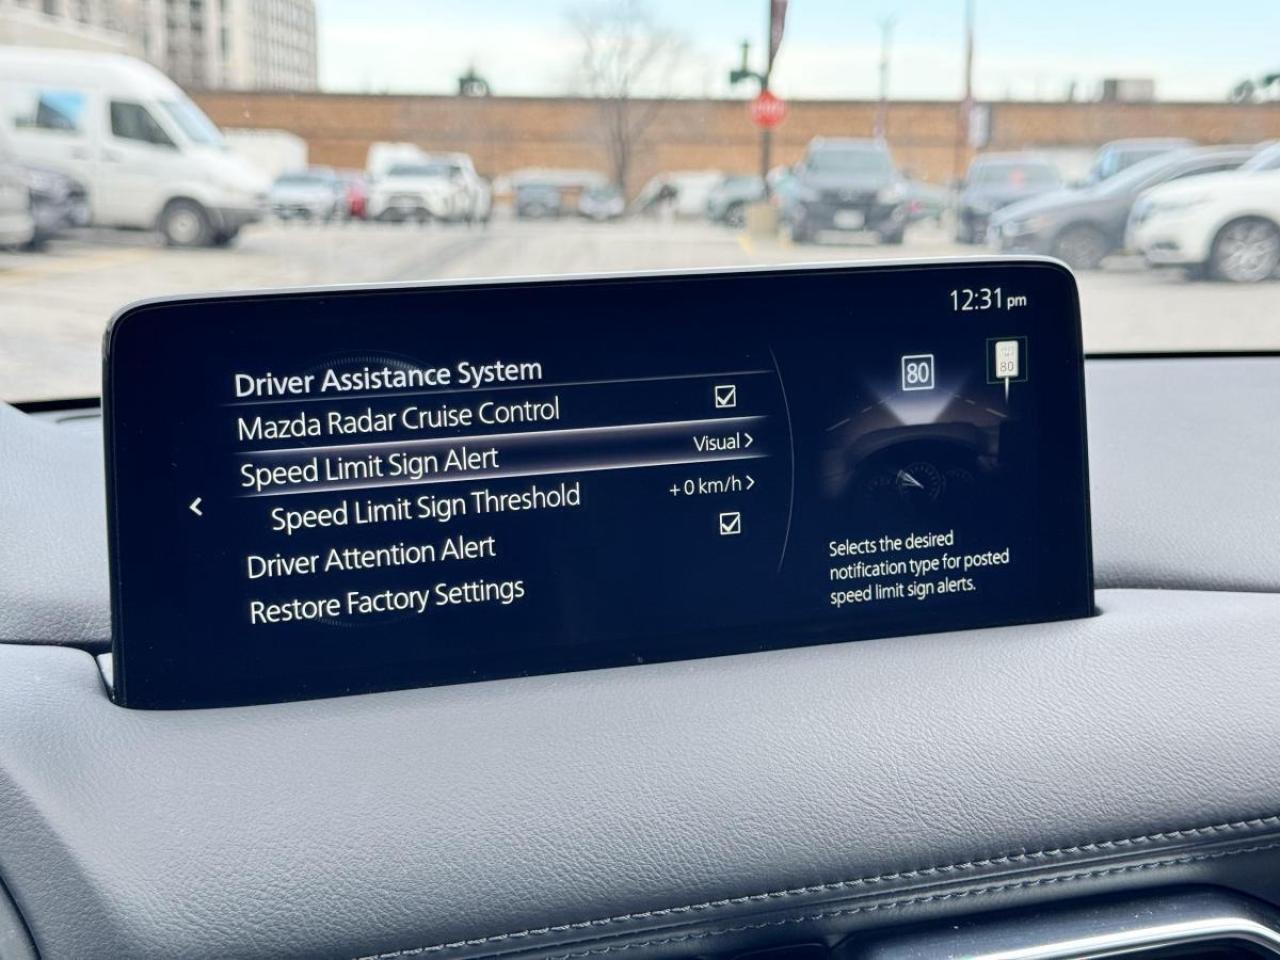 12:31 pm
Driver Assistance System
Mazda Radar Cruise Control
Speed Limit Sign Alert Visual >
Speed Limit Sign Threshold + 0 km/h >
Driver Attention Alert
Restore Factory Settings
<
80
80
Selects the desired
notification type for posted
speed limit sign alerts.